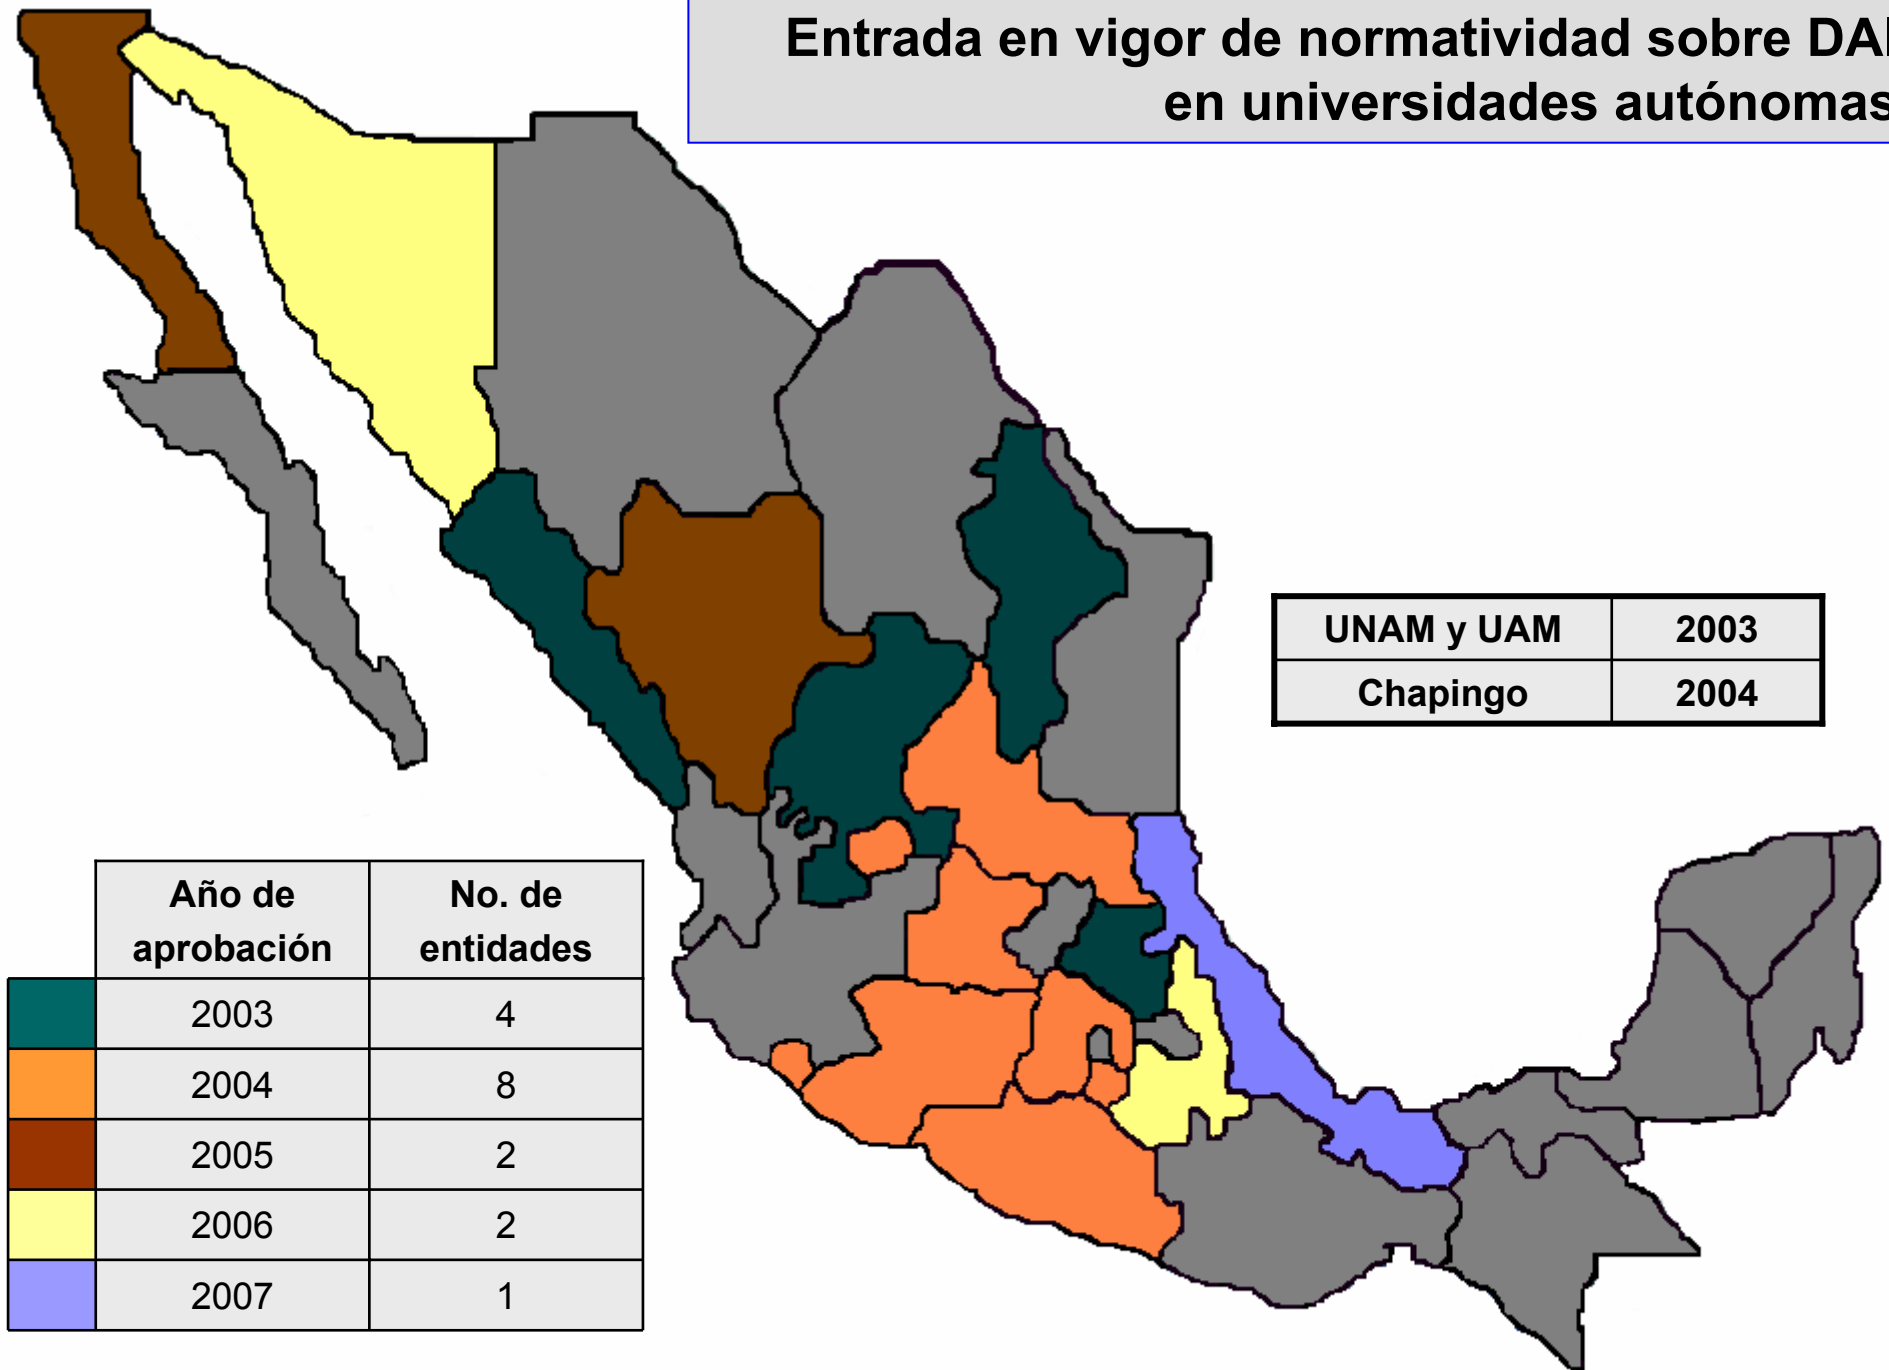 Entrada en vigor de normatividad sobre
en universidades autónomas
UNAM y UAM 2003
Chapingo 2004
Año de aprobación No. de entidades
2003 4
2004 8
2005 2
2006 2
2007 1